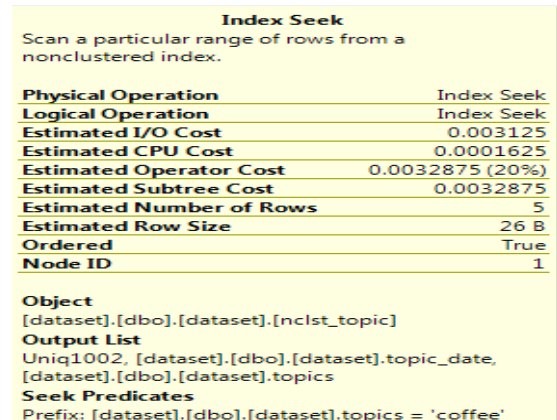 Index Seek
Scan a particular range of rows from a
nonclustered index.
Physical Operation Index Seek
Logical Operation Index Seek
Estimated I/O Cost 0.003125
Estimated CPU Cost 0.0001625
Estimated Operator Cost 0.0032875 (20%)
Estimated Subtree Cost 0.0032875
Estimated Number of Rows 5
Estimated Row Size 26 B
Ordered True
Node ID 1
Object
[dataset].[dbo].[dataset].[nclst_topic]
Output List
Uniq1002, [dataset].[dbo].[dataset].topic_date,
[dataset].[dbo].[dataset].topics
Seek Predicates
Prefix: [dataset].[dbo].[dataset].topics = 'coffee'